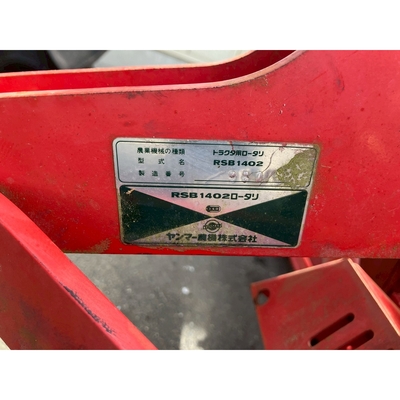 農業機械の種類 トラクタ用ロータリ
型式名 RSB1402
製造番号
RSB1402ロータリ
ヤンマー農機株式会社